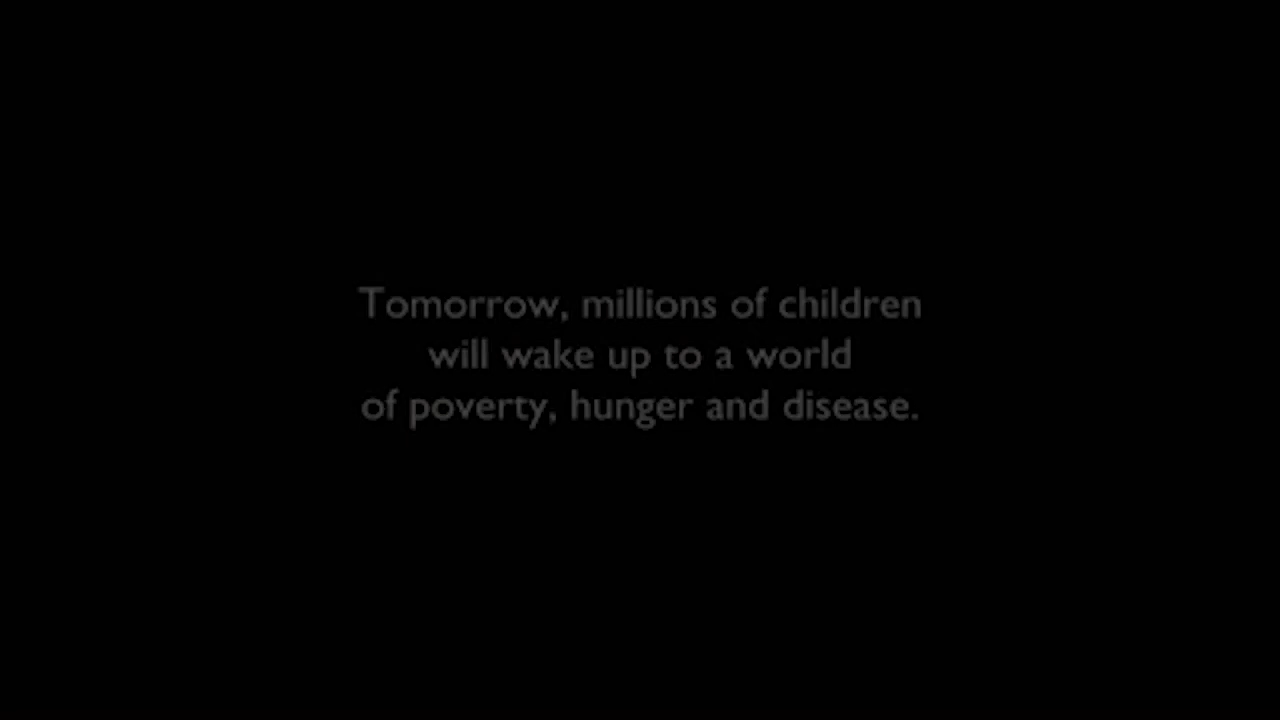 Tomorrow, millions of children
will wake up to a world
of poverty, hunger and disease.